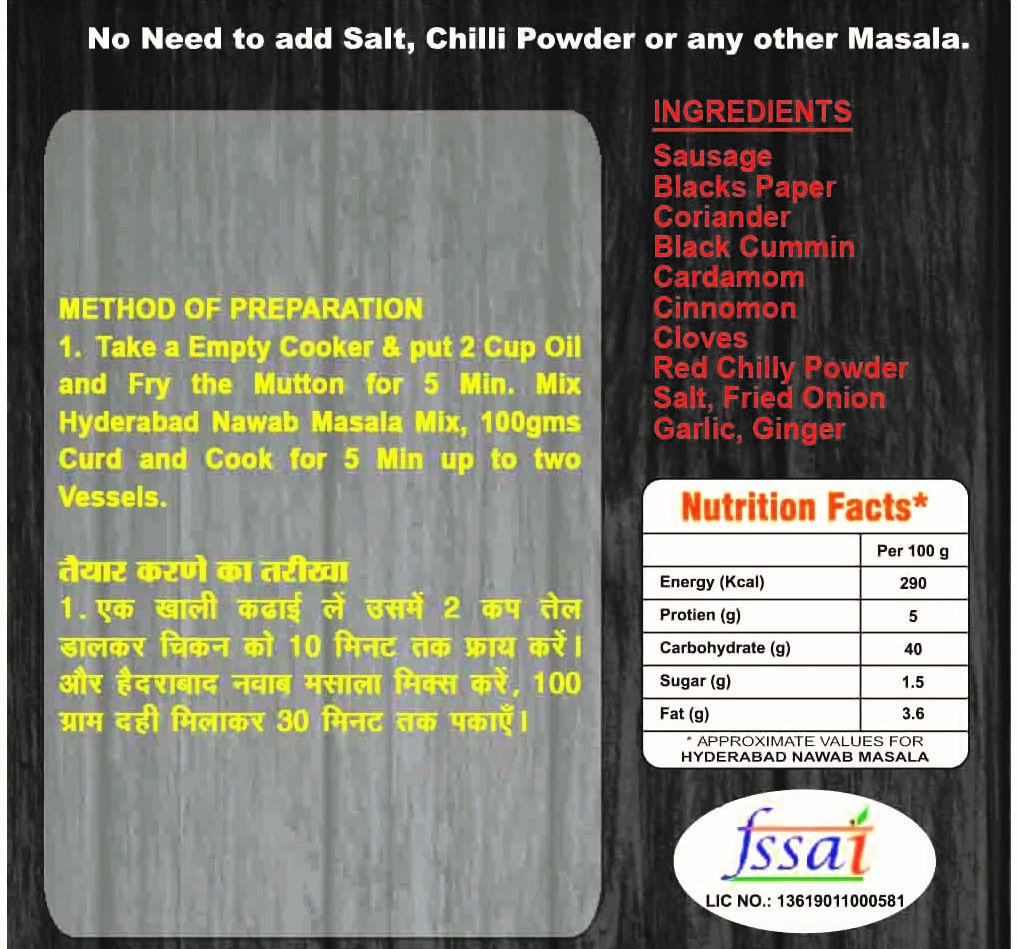 No Need to add Salt, Chilli Powder or any other Masala.
METHOD OF PREPARATION
1. Take a Empty Cooker & put 2 Cup Oil
and Fry the Mutton for 5 Min. Mix
Hyderabad Nawab Masala Mix, 100gms
Curd and Cook for 5 Min up to two
Vessels.
तैयार करणे का तरीखा
1. एक खाली कढाई लें उसमें 2 कप तेल
डालकर चिकन को 10 मिनट तक फ्राय करें।
और हैदराबाद नवाब मसाला मिक्स करें, 100
ग्राम दही मिलाकर 30 मिनट तक पकाएँ।
INGREDIENTS
Sausage
Blacks Paper
Coriander
Black Cummin
Cardamom
Cinnomon
Cloves
Red Chilly Powder
Salt, Fried Onion
Garlic, Ginger
Nutrition Facts*
Per 100 g
Energy (Kcal) 290
Protien (g) 5
Carbohydrate (g) 40
Sugar (g) 1.5
Fat (g) 3.6
* APPROXIMATE VALUES FOR
HYDERABAD NAWAB MASALA
fssai
LIC NO.: 13619011000581